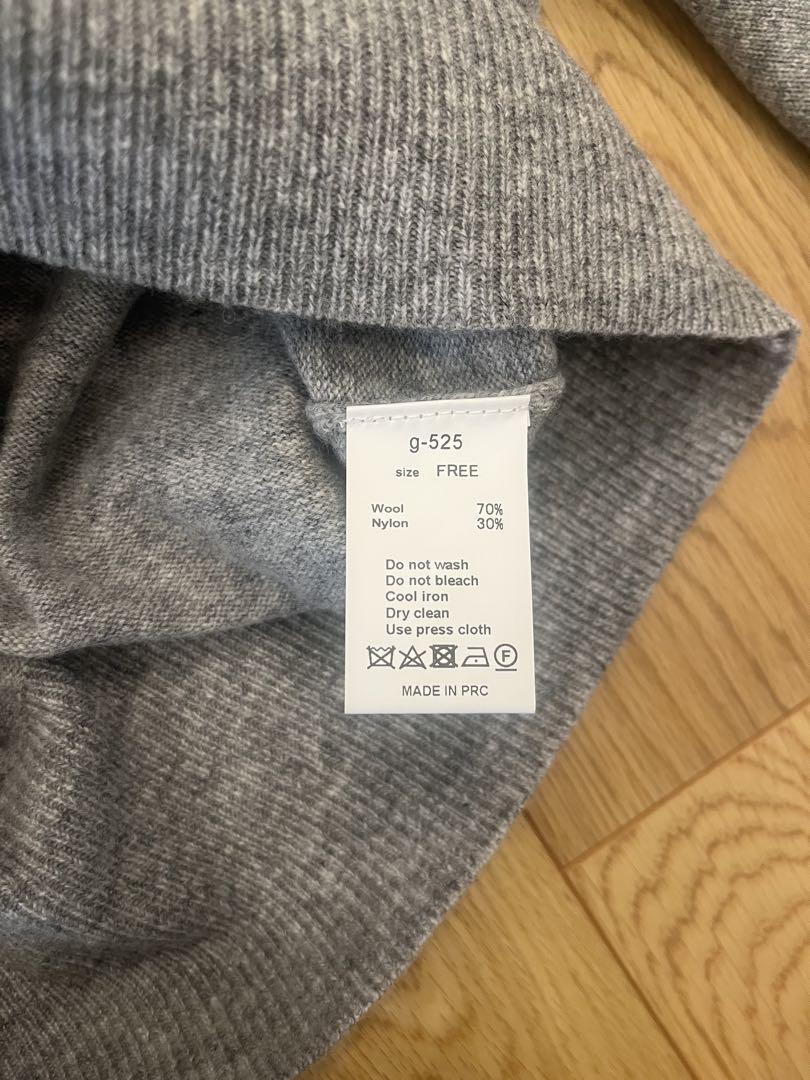 g-525
size FREE
Wool 70%
Nylon 30%
Do not wash
Do not bleach
Cool iron
Dry clean
Use press cloth
F
MADE IN PRC